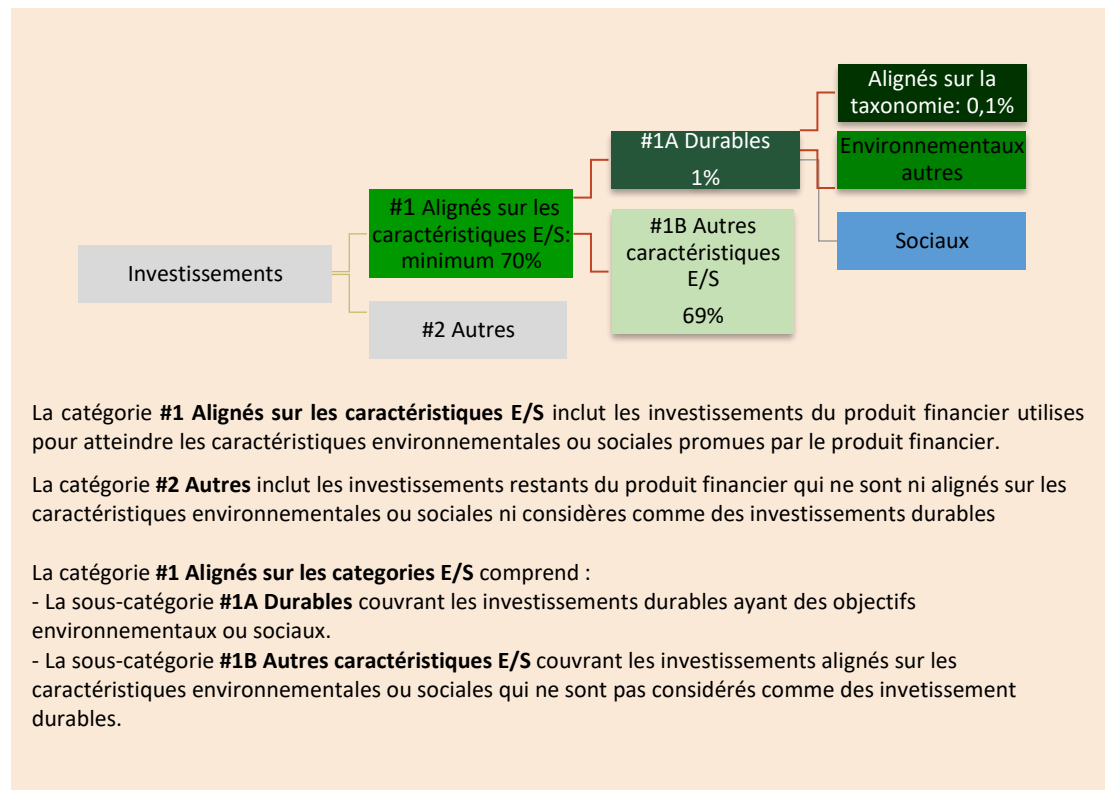 Alignés sur la
taxonomie: 0,1%
#1A Durables
1%
Environnementaux
autres
#1 Alignés sur les
caractéristiques E/S:
minimum 70%
#1B Autres
caractéristiques
E/S
69%
Sociaux
Investissements
#2 Autres
La catégorie #1 Alignés sur les caractéristiques E/S inclut les investissements du produit financier utilises
pour atteindre les caractéristiques environnementales ou sociales promues par le produit financier.
La catégorie #2 Autres inclut les investissements restants du produit financier qui ne sont ni alignés sur les
caractéristiques environnementales ou sociales ni considères comme des investissements durables
La catégorie #1 Alignés sur les categories E/S comprend :
- La sous-catégorie #1A Durables couvrant les investissements durables ayant des objectifs
environnementaux ou sociaux.
- La sous-catégorie #1B Autres caractéristiques E/S couvrant les investissements alignés sur les
caractéristiques environnementales ou sociales qui ne sont pas considérés comme des invetissement
durables.